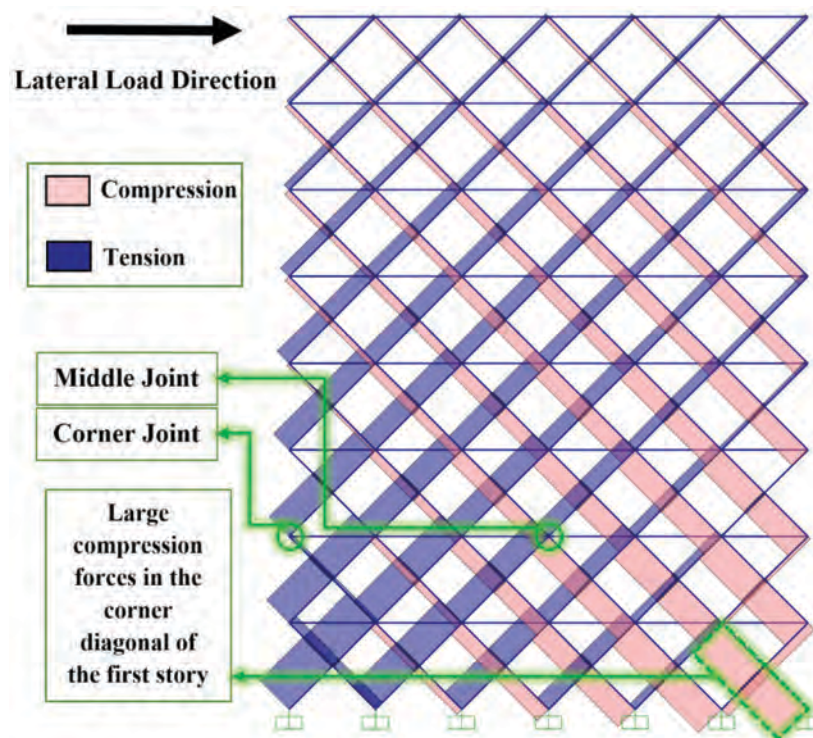 Lateral Load Direction
Compression
Tension
Middle Joint
Corner Joint
Large
compression
forces in the
corner
diagonal of
the first story